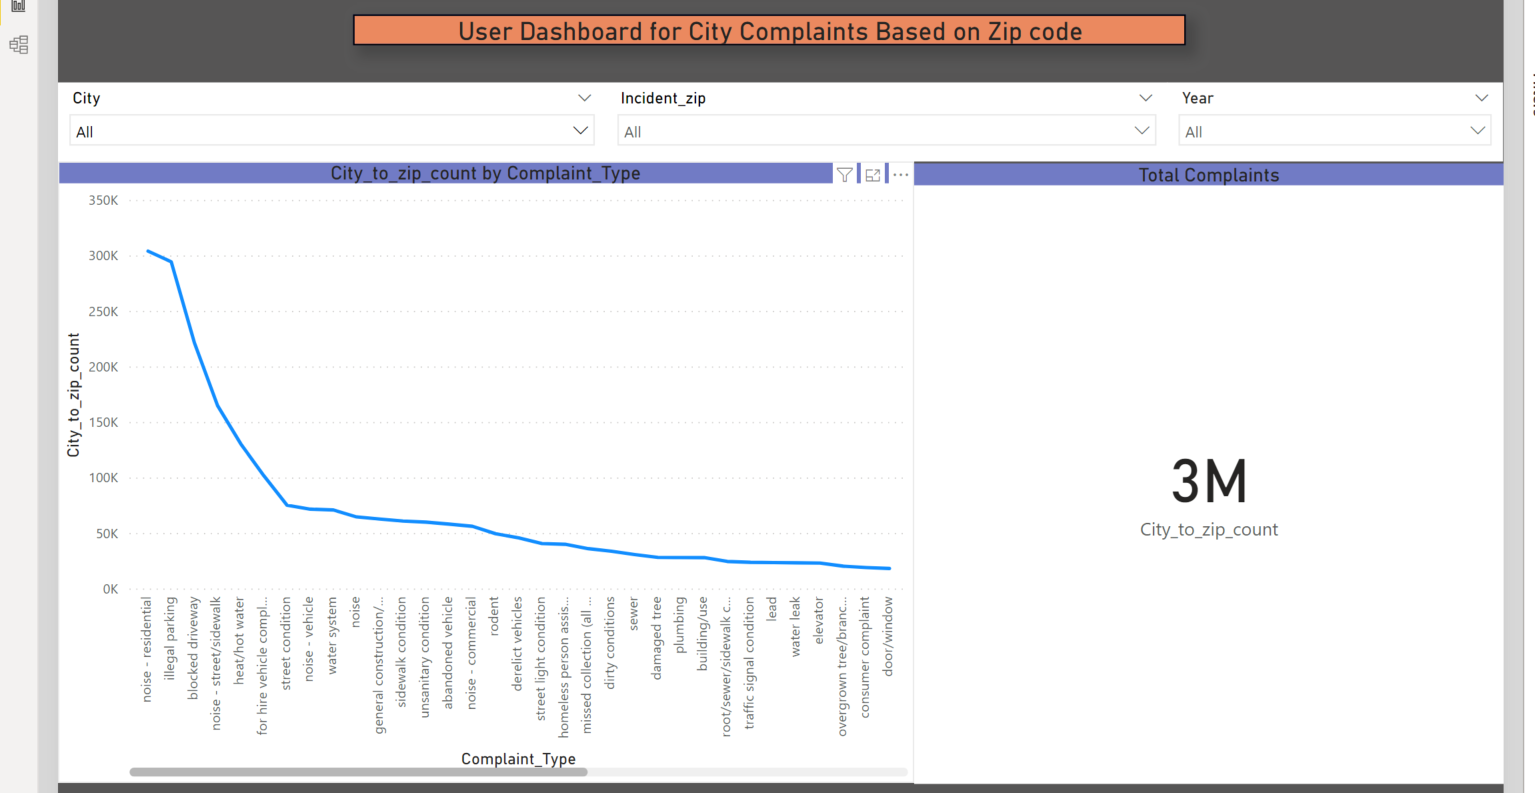 User Dashboard for City Complaints Based on Zip code
City
Incident_zip
Year
All
All
All
City_to_zip_count by Complaint_Type
Total Complaints
350K
300K
250K
200K
150K
100K
50K
0K
City_to_zip_count
noise - residential
illegal parking
blocked driveway
noise - street/sidewalk
heat/hot water
for hire vehicle compl...
street condition
noise - vehicle
water system
noise
general construction/...
sidewalk condition
unsanitary condition
abandoned vehicle
noise - commercial
rodent
derelict vehicles
street light condition
homeless person assis...
missed collection (all ...
dirty conditions
sewer
damaged tree
plumbing
building/use
root/sewer/sidewalk c...
traffic signal condition
lead
water leak
elevator
overgrown tree/branc...
consumer complaint
door/window
Complaint_Type
3M
City_to_zip_count